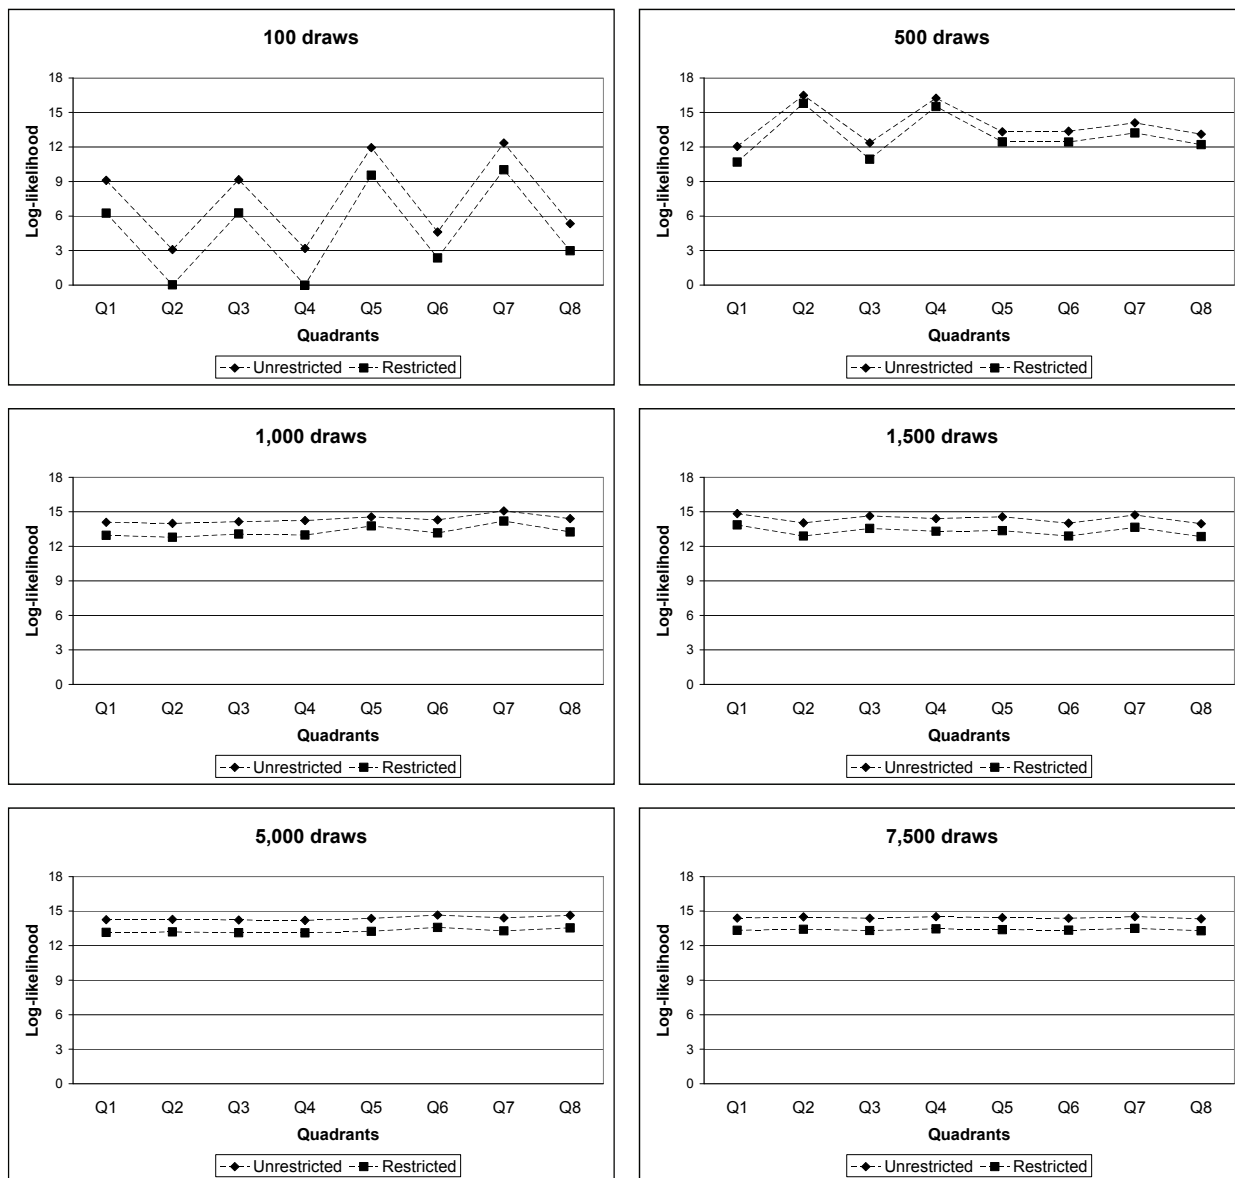 100 draws
18
15
12
9
6
3
0
Log-likelihood
Q1 Q2 Q3 Q4 Q5 Q6 Q7 Q8
Quadrants
Unrestricted Restricted
500 draws
18
15
12
9
6
3
0
Log-likelihood
Q1 Q2 Q3 Q4 Q5 Q6 Q7 Q8
Quadrants
Unrestricted Restricted
1,000 draws
18
15
12
9
6
3
0
Log-likelihood
Q1 Q2 Q3 Q4 Q5 Q6 Q7 Q8
Quadrants
Unrestricted Restricted
1,500 draws
18
15
12
9
6
3
0
Log-likelihood
Q1 Q2 Q3 Q4 Q5 Q6 Q7 Q8
Quadrants
Unrestricted Restricted
5,000 draws
18
15
12
9
6
3
0
Log-likelihood
Q1 Q2 Q3 Q4 Q5 Q6 Q7 Q8
Quadrants
Unrestricted Restricted
7,500 draws
18
15
12
9
6
3
0
Log-likelihood
Q1 Q2 Q3 Q4 Q5 Q6 Q7 Q8
Quadrants
Unrestricted Restricted